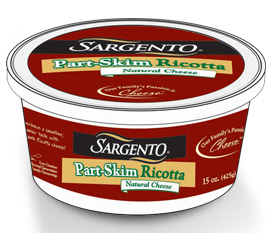 SARGENTO®
Part-Skim Ricotta
Natural Cheese
Our Family's Passion is
Cheese.
SARGENTO®
Part-Skim Ricotta
Natural Cheese
Our Family's Passion is
Cheese.
15 oz. (425g)